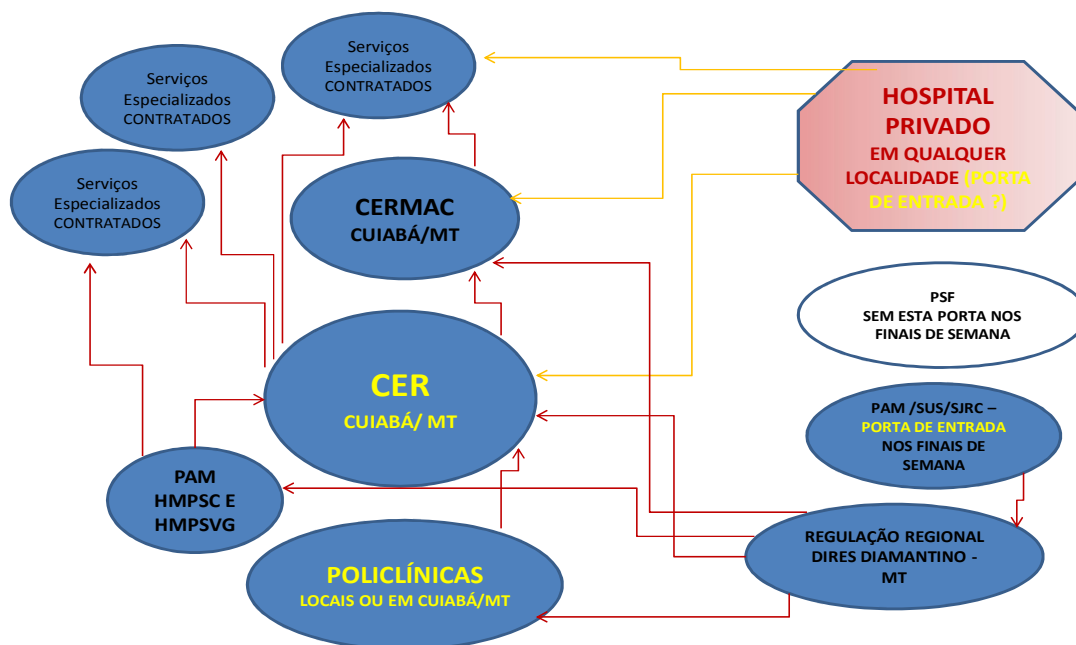 Serviços
Especializados
CONTRATADOS
Serviços
Especializados
CONTRATADOS
Serviços
Especializados
CONTRATADOS
HOSPITAL
PRIVADO
EM QUALQUER
LOCALIDADE (PORTA
DE ENTRADA ?)
CERMAC
CUIABÁ/MT
PSF
SEM ESTA PORTA NOS
FINAIS DE SEMANA
CER
CUIABÁ/ MT
PAM /SUS/SJRC –
PORTA DE ENTRADA
NOS FINAIS DE
SEMANA
PAM
HMPSC E
HMPSVG
REGULAÇÃO REGIONAL
DIRES DIAMANTINO -
MT
POLICLÍNICAS
LOCAIS OU EM CUIABÁ/MT